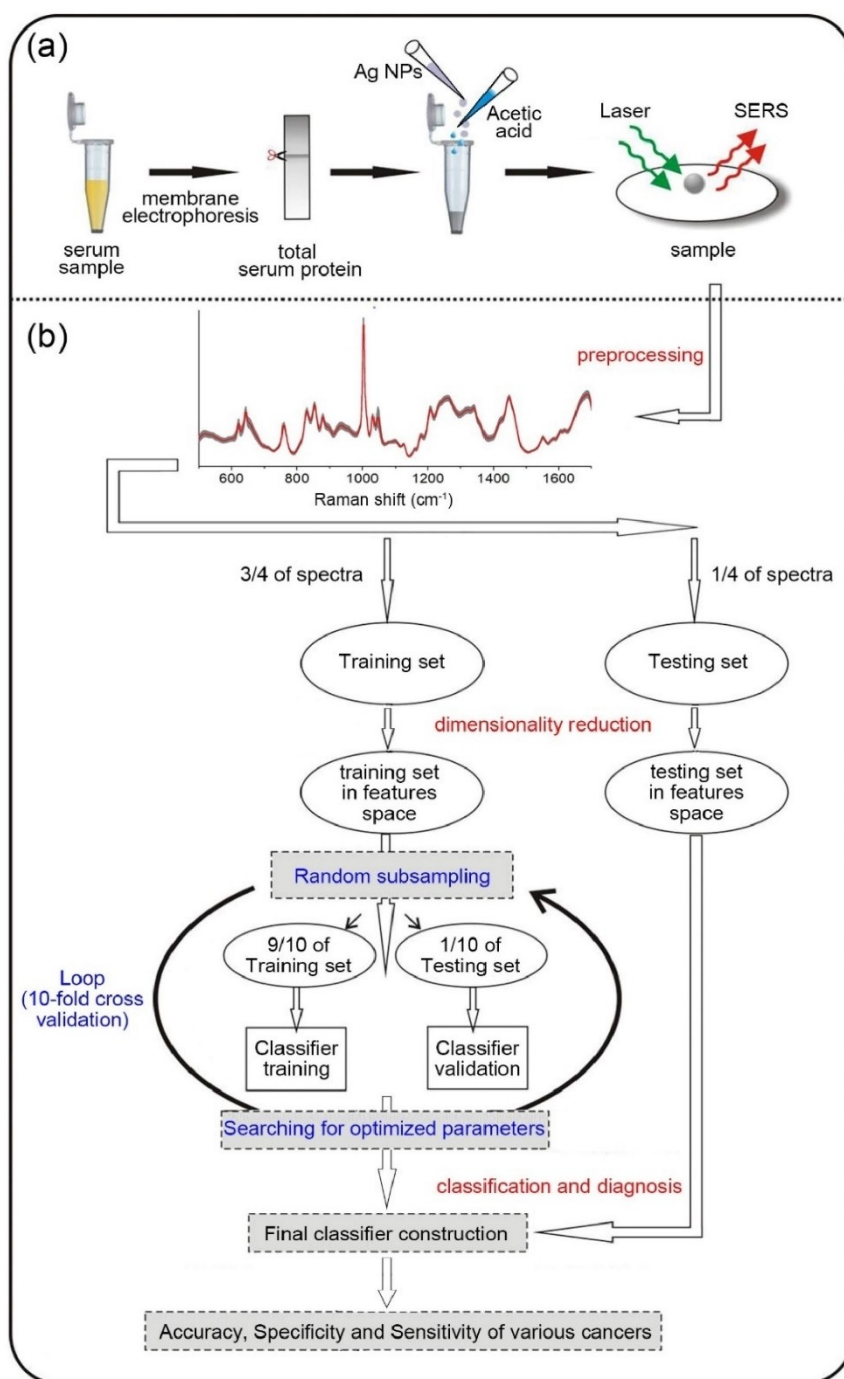 (a)
Ag NPs
Acetic
acid
Laser
SERS
membrane
electrophoresis
serum
sample
total
serum protein
sample
(b)
preprocessing
600
800
1000
1200
1400
1600
Raman shift (cm⁻¹)
3/4 of spectra
1/4 of spectra
Training set
Testing set
dimensionality reduction
training set
in features
space
testing set
in features
space
Random subsampling
9/10 of
Training set
1/10 of
Testing set
Loop
(10-fold cross
validation)
Classifier
training
Classifier
validation
Searching for optimized parameters
classification and diagnosis
Final classifier construction
Accuracy, Specificity and Sensitivity of various cancers